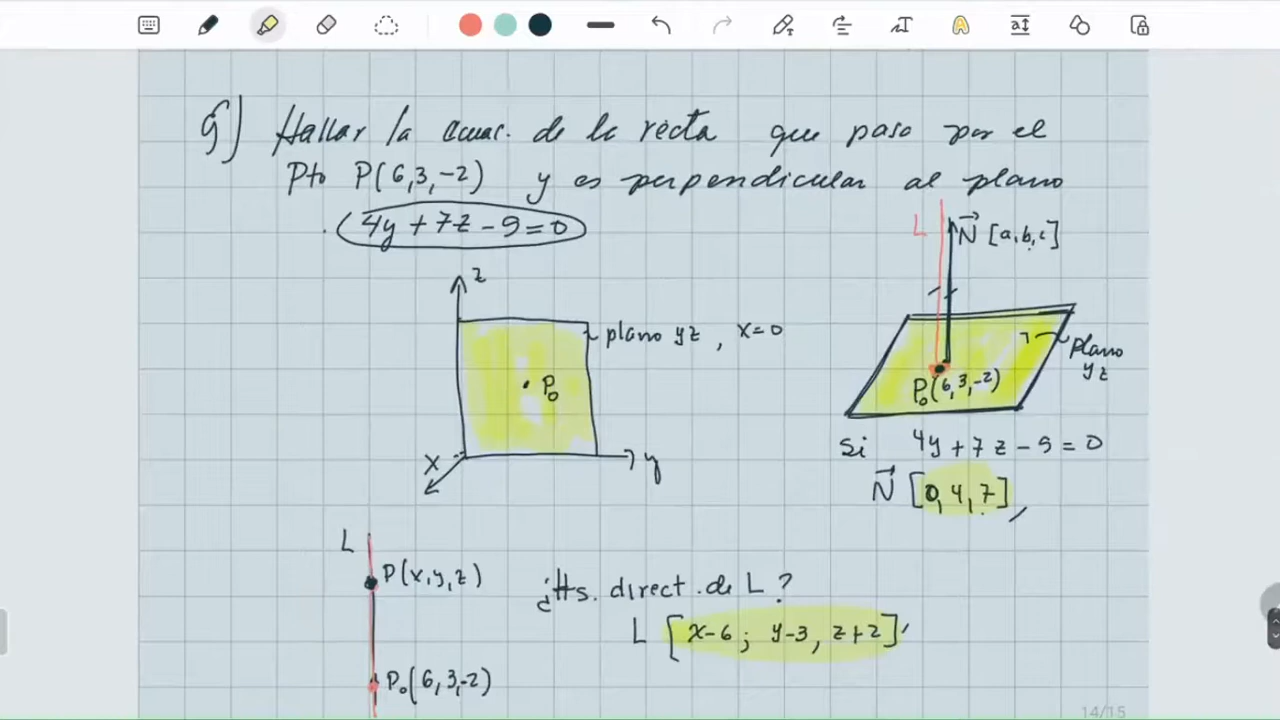 9) Hallar la ecuac. de la recta que pasa por el
Pto P(6,3,-2) y es perpendicular al plano
4y + 7z - 9 = 0
L
N [a,b,c]
z
plano yz, x=0
P₀
x
y
plano
yz
P₀(6,3,-2)
Si 4y + 7z - 9 = 0
N [0,4,7],
L
P(x,y,z)
¿#s. direct. de L?
L [x-6; y-3, z+2],
P₀(6,3,-2)
14/15